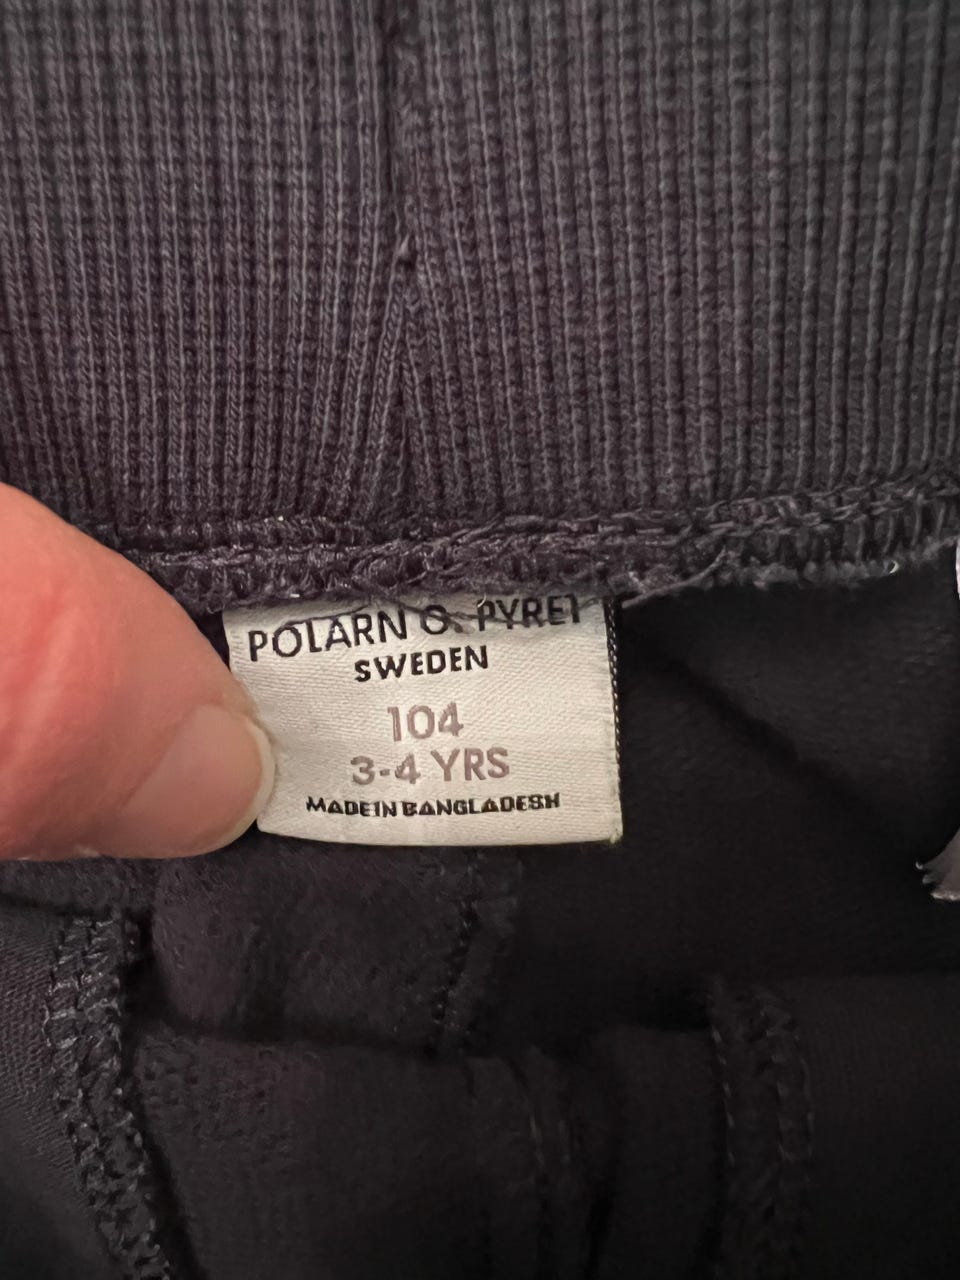 POLARN O. PYRET
SWEDEN
104
3-4 YRS
MADE IN BANGLADESH